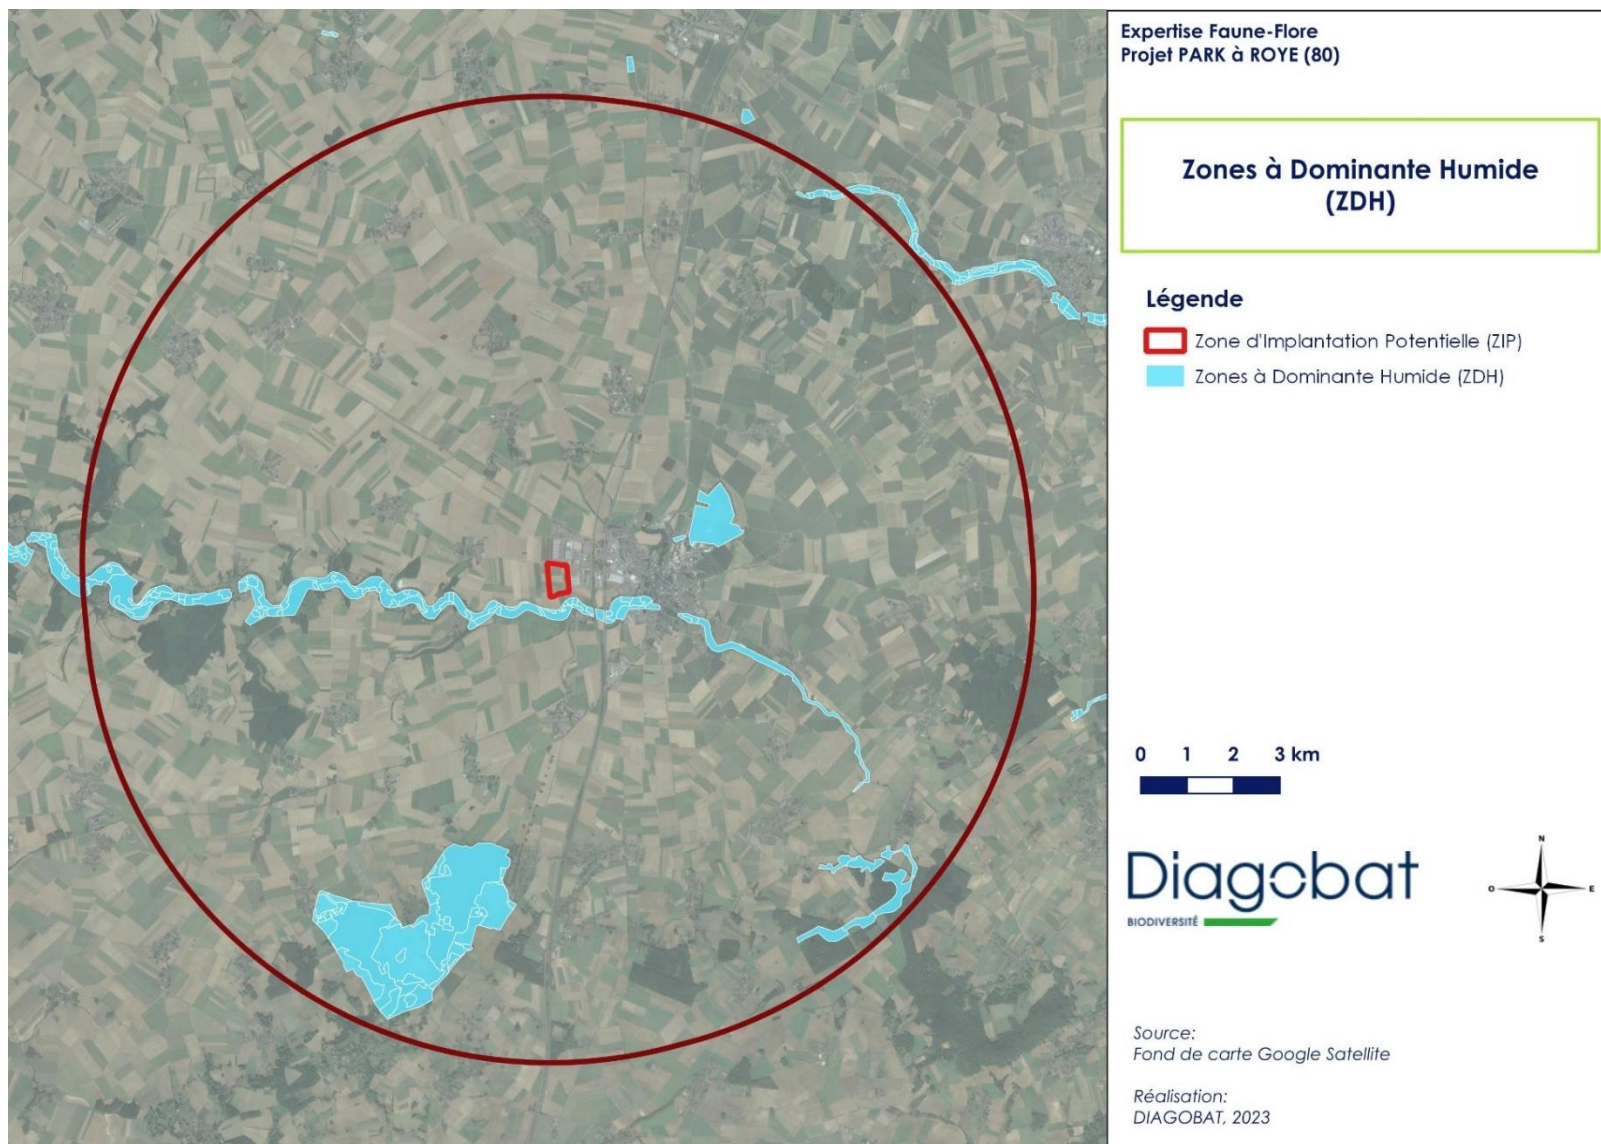 Expertise Faune-Flore
Projet PARK à ROYE (80)
Zones à Dominante Humide
(ZDH)
Légende
Zone d'Implantation Potentielle (ZIP)
Zones à Dominante Humide (ZDH)
0 1 2 3 km
Diagobat
BIODIVERSITÉ
N
O E
S
Source:
Fond de carte Google Satellite
Réalisation:
DIAGOBAT, 2023